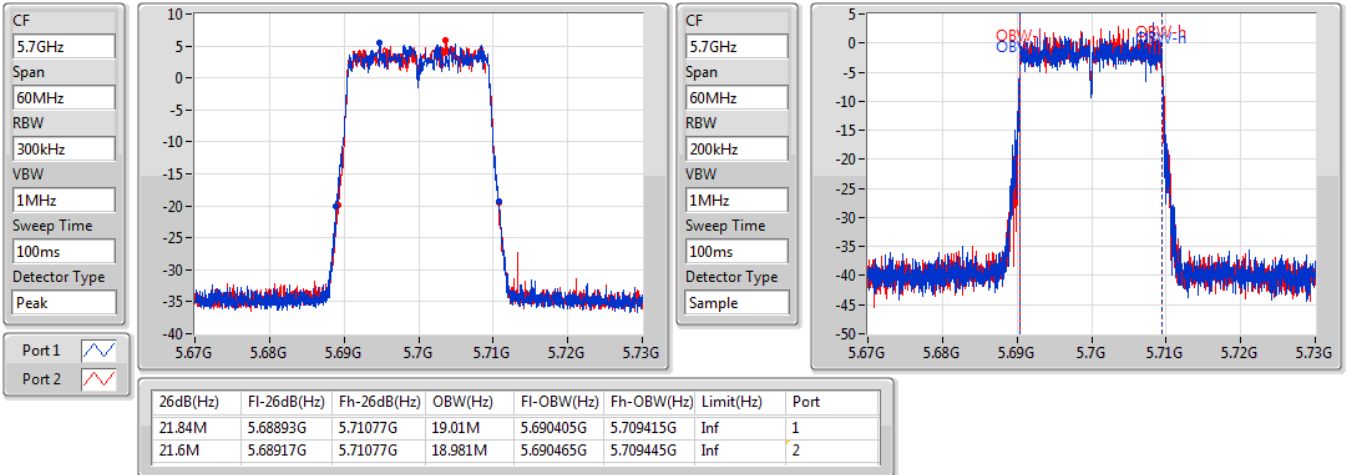 CF
5.7GHz
Span
60MHz
RBW
300kHz
VBW
1MHz
Sweep Time
100ms
Detector Type
Peak
Port 1
Port 2
10
5
0
-5
-10
-15
-20
-25
-30
-35
-40
5.67G 5.68G 5.69G 5.7G 5.71G 5.72G 5.73G
CF
5.7GHz
Span
60MHz
RBW
200kHz
VBW
1MHz
Sweep Time
100ms
Detector Type
Sample
5
0
-5
-10
-15
-20
-25
-30
-35
-40
-45
-50
OBW-h
OBW-h
5.67G 5.68G 5.69G 5.7G 5.71G 5.72G 5.73G
26dB(Hz) Fl-26dB(Hz) Fh-26dB(Hz) OBW(Hz) Fl-OBW(Hz) Fh-OBW(Hz) Limit(Hz) Port
21.84M 5.68893G 5.71077G 19.01M 5.690405G 5.709415G Inf 1
21.6M 5.68917G 5.71077G 18.981M 5.690465G 5.709445G Inf 2